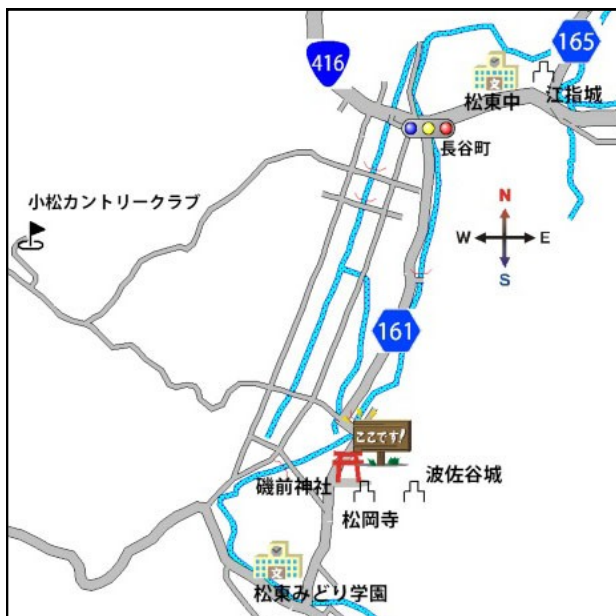 416
165
松東中
江指城
長谷町
小松カントリークラブ
N
W
E
S
161
ここです!
磯前神社
波佐谷城
松岡寺
文
文
松東みどり学園